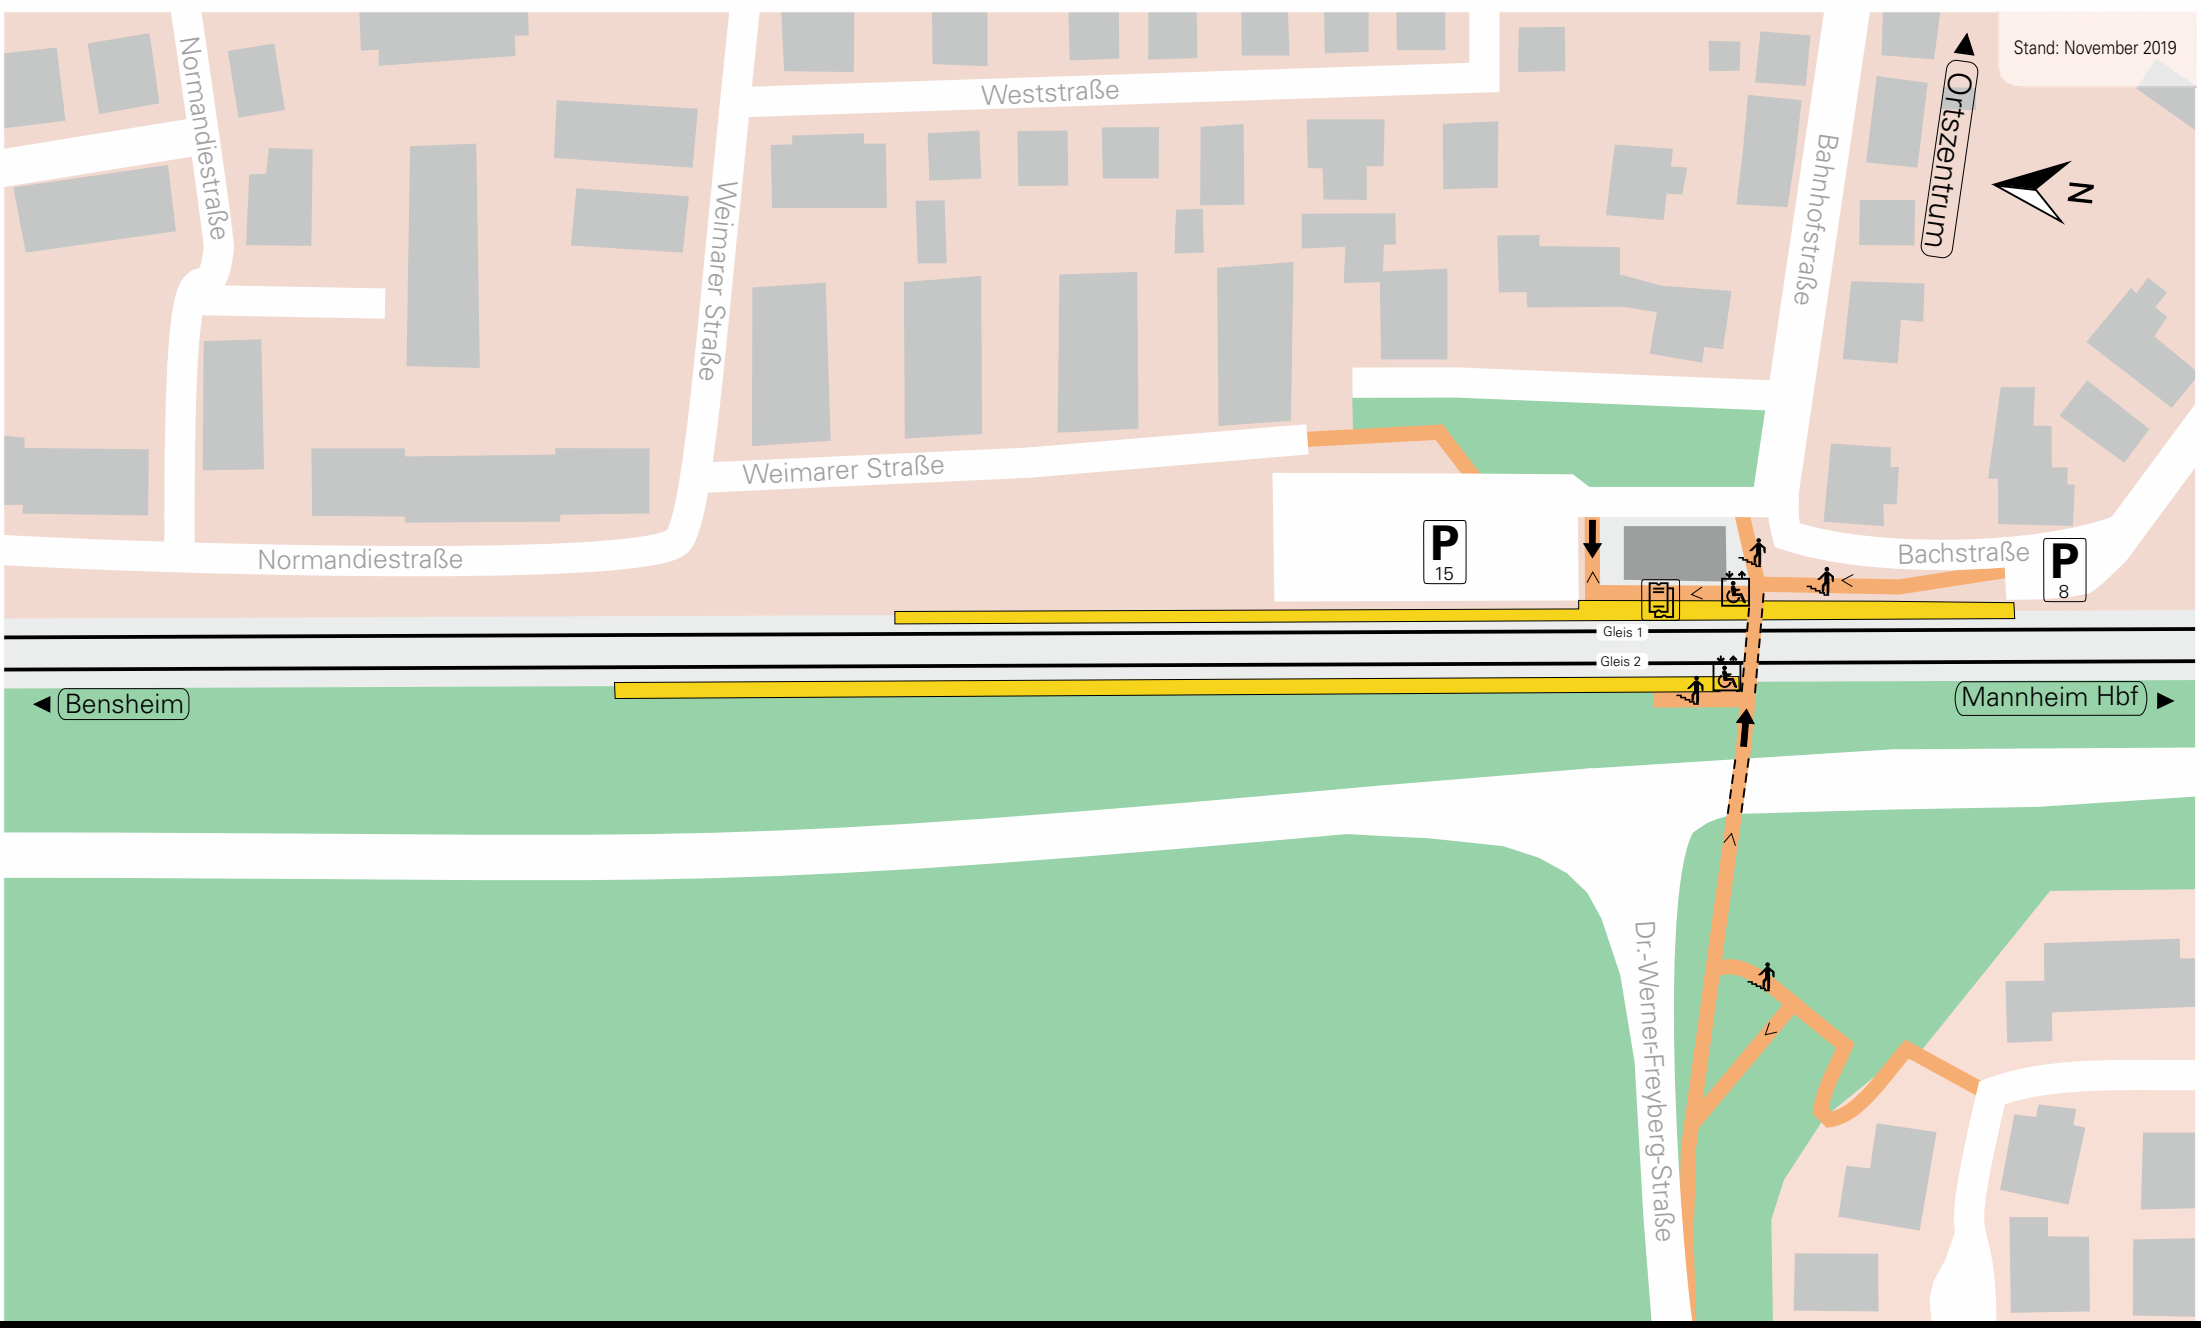 Stand: November 2019
Ortszentrum
N
Normandiestraße
Weststraße
Weimarer Straße
Bahnhofstraße
Weimarer Straße
Normandiestraße
Bachstraße
P
15
P
8
Gleis 1
Gleis 2
Bensheim
Mannheim Hbf
Dr.-Werner-Freyberg-Straße